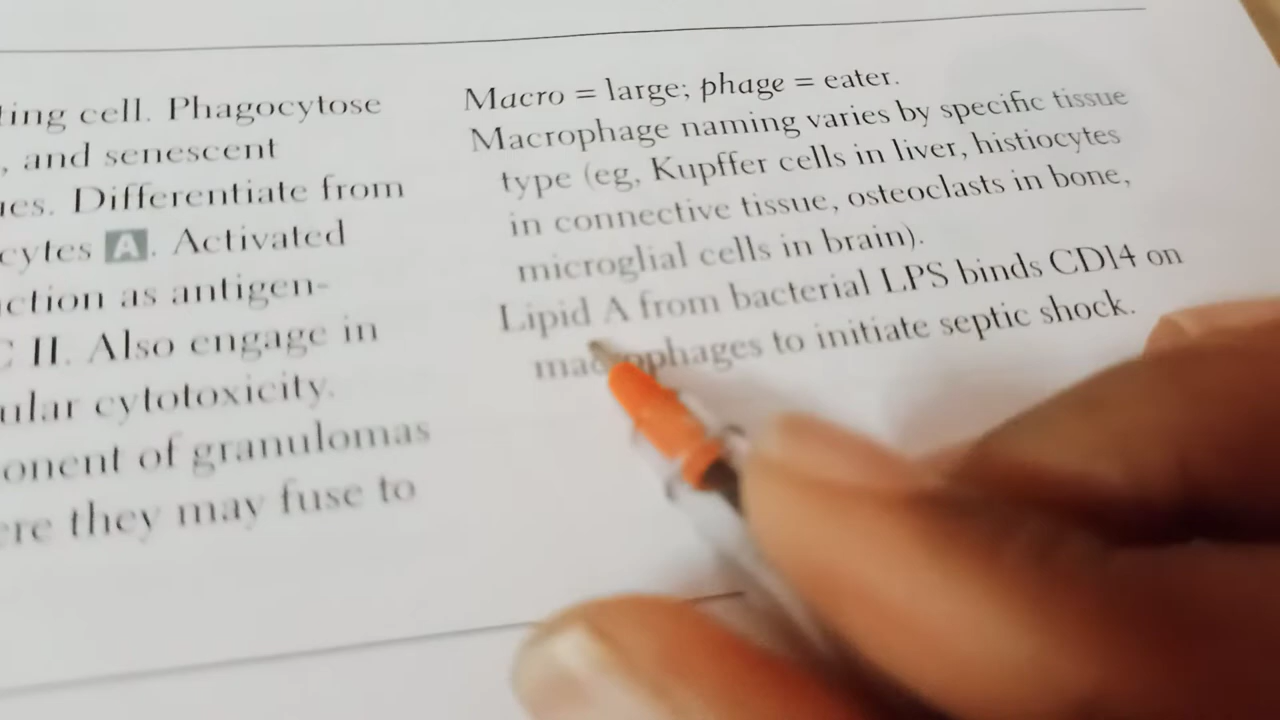 ting cell. Phagocytose
, and senescent
ues. Differentiate from
cytes A. Activated
ction as antigen-
C II. Also engage in
ular cytotoxicity.
onent of granulomas
ere they may fuse to
Macro = large; phage = eater.
Macrophage naming varies by specific tissue
type (eg, Kupffer cells in liver, histiocytes
in connective tissue, osteoclasts in bone,
microglial cells in brain).
Lipid A from bacterial LPS binds CD14 on
macrophages to initiate septic shock.